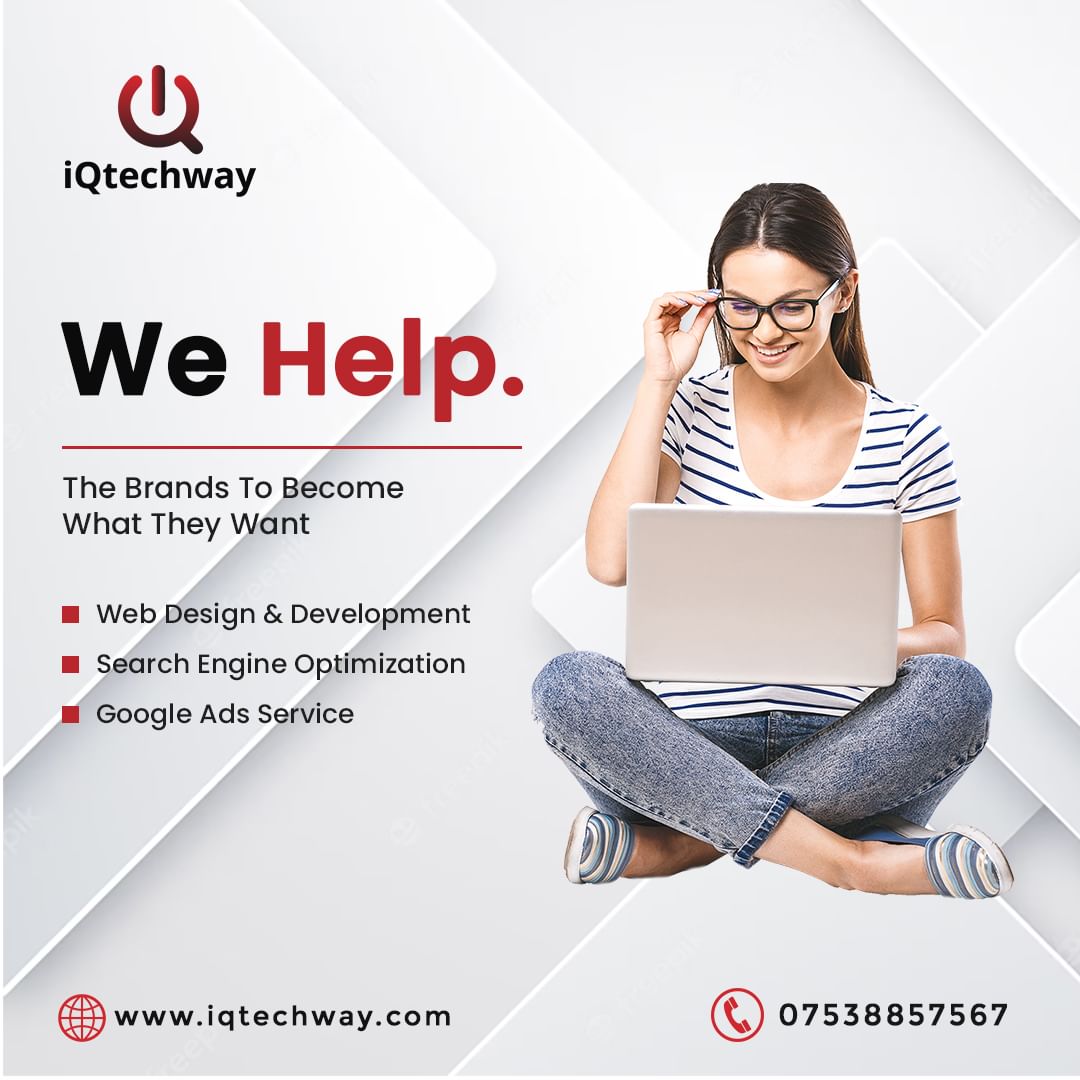 iQtechway
We Help.
The Brands To Become
What They Want
Web Design & Development
Search Engine Optimization
Google Ads Service
www.iqtechway.com
07538857567
freepik